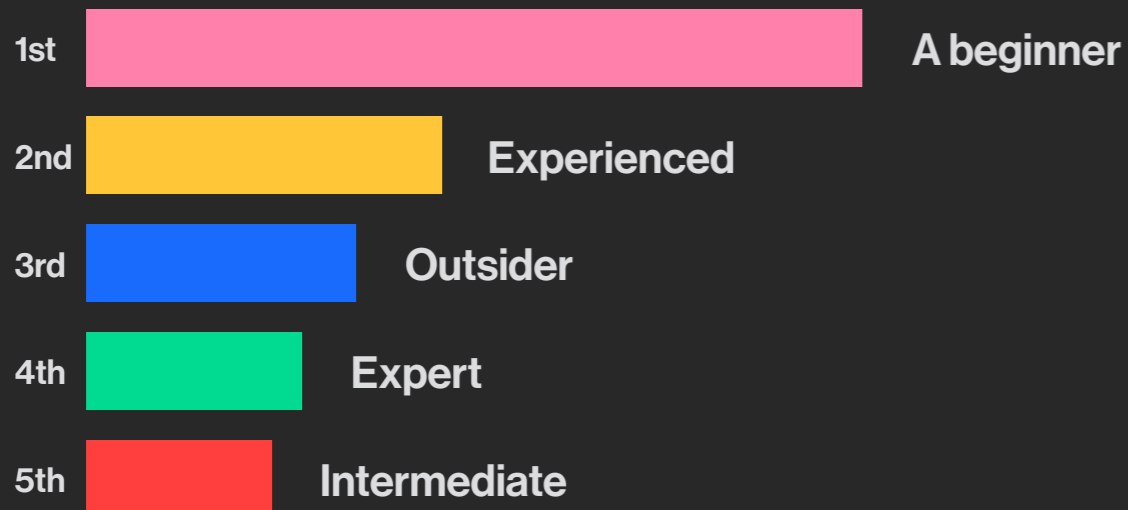 1st A beginner
2nd Experienced
3rd Outsider
4th Expert
5th Intermediate